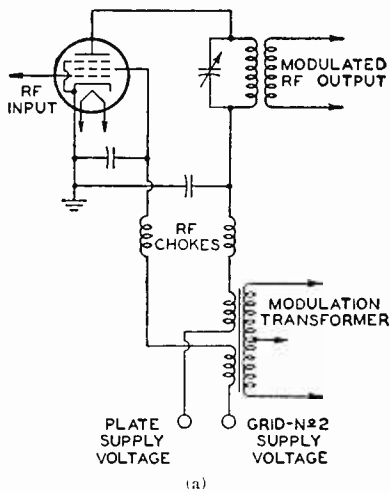 RF
INPUT
MODULATED
RF OUTPUT
RF
CHOKES
MODULATION
TRANSFORMER
PLATE
SUPPLY
VOLTAGE
GRID-Nº2
SUPPLY
VOLTAGE
(a)